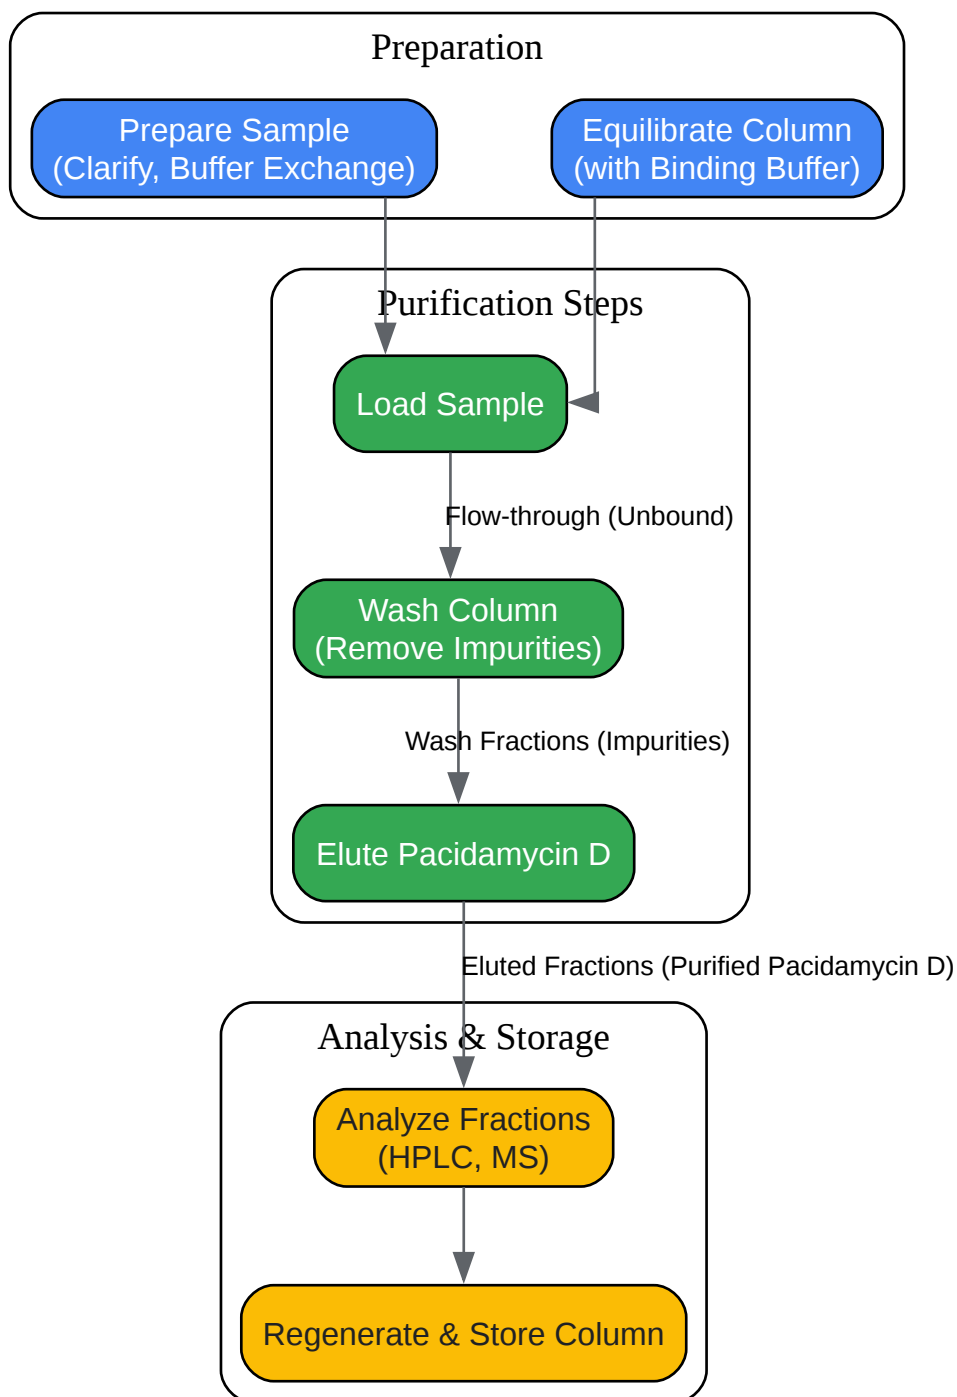 Preparation
Prepare Sample
(Clarify, Buffer Exchange)
Equilibrate Column
(with Binding Buffer)
Purification Steps
Load Sample
Flow-through (Unbound)
Wash Column
(Remove Impurities)
Wash Fractions (Impurities)
Elute Pacidamycin D
Eluted Fractions (Purified Pacidamycin D)
Analysis & Storage
Analyze Fractions
(HPLC, MS)
Regenerate & Store Column